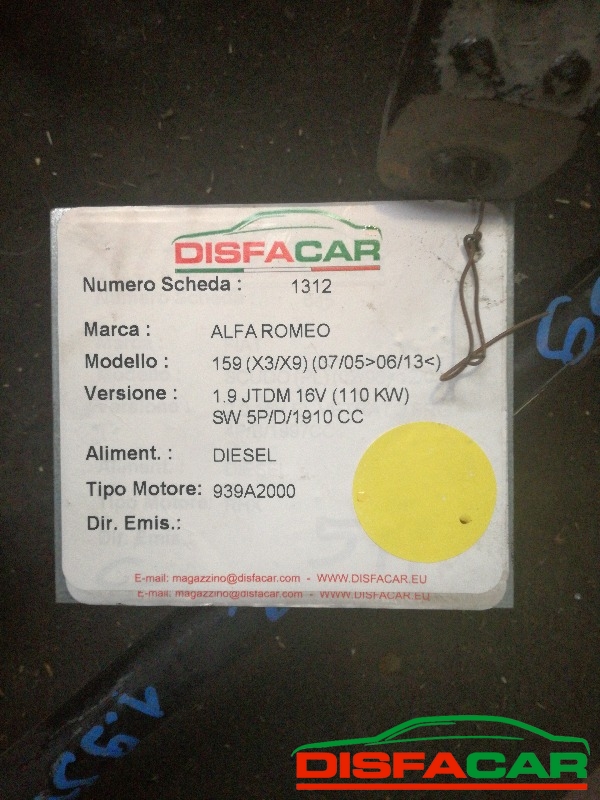 DISFACAR
Numero Scheda : 1312
Marca : ALFA ROMEO
Modello : 159 (X3/X9) (07/05>06/13<)
Versione : 1.9 JTDM 16V (110 KW)
SW 5P/D/1910 CC
Aliment. : DIESEL
Tipo Motore: 939A2000
Dir. Emis.:
E-mail: magazzino@disfacar.com - WWW.DISFACAR.EU
E-mail: magazzino@disfacar.com - WWW.DISFACAR.EU
1.9
DISFACAR